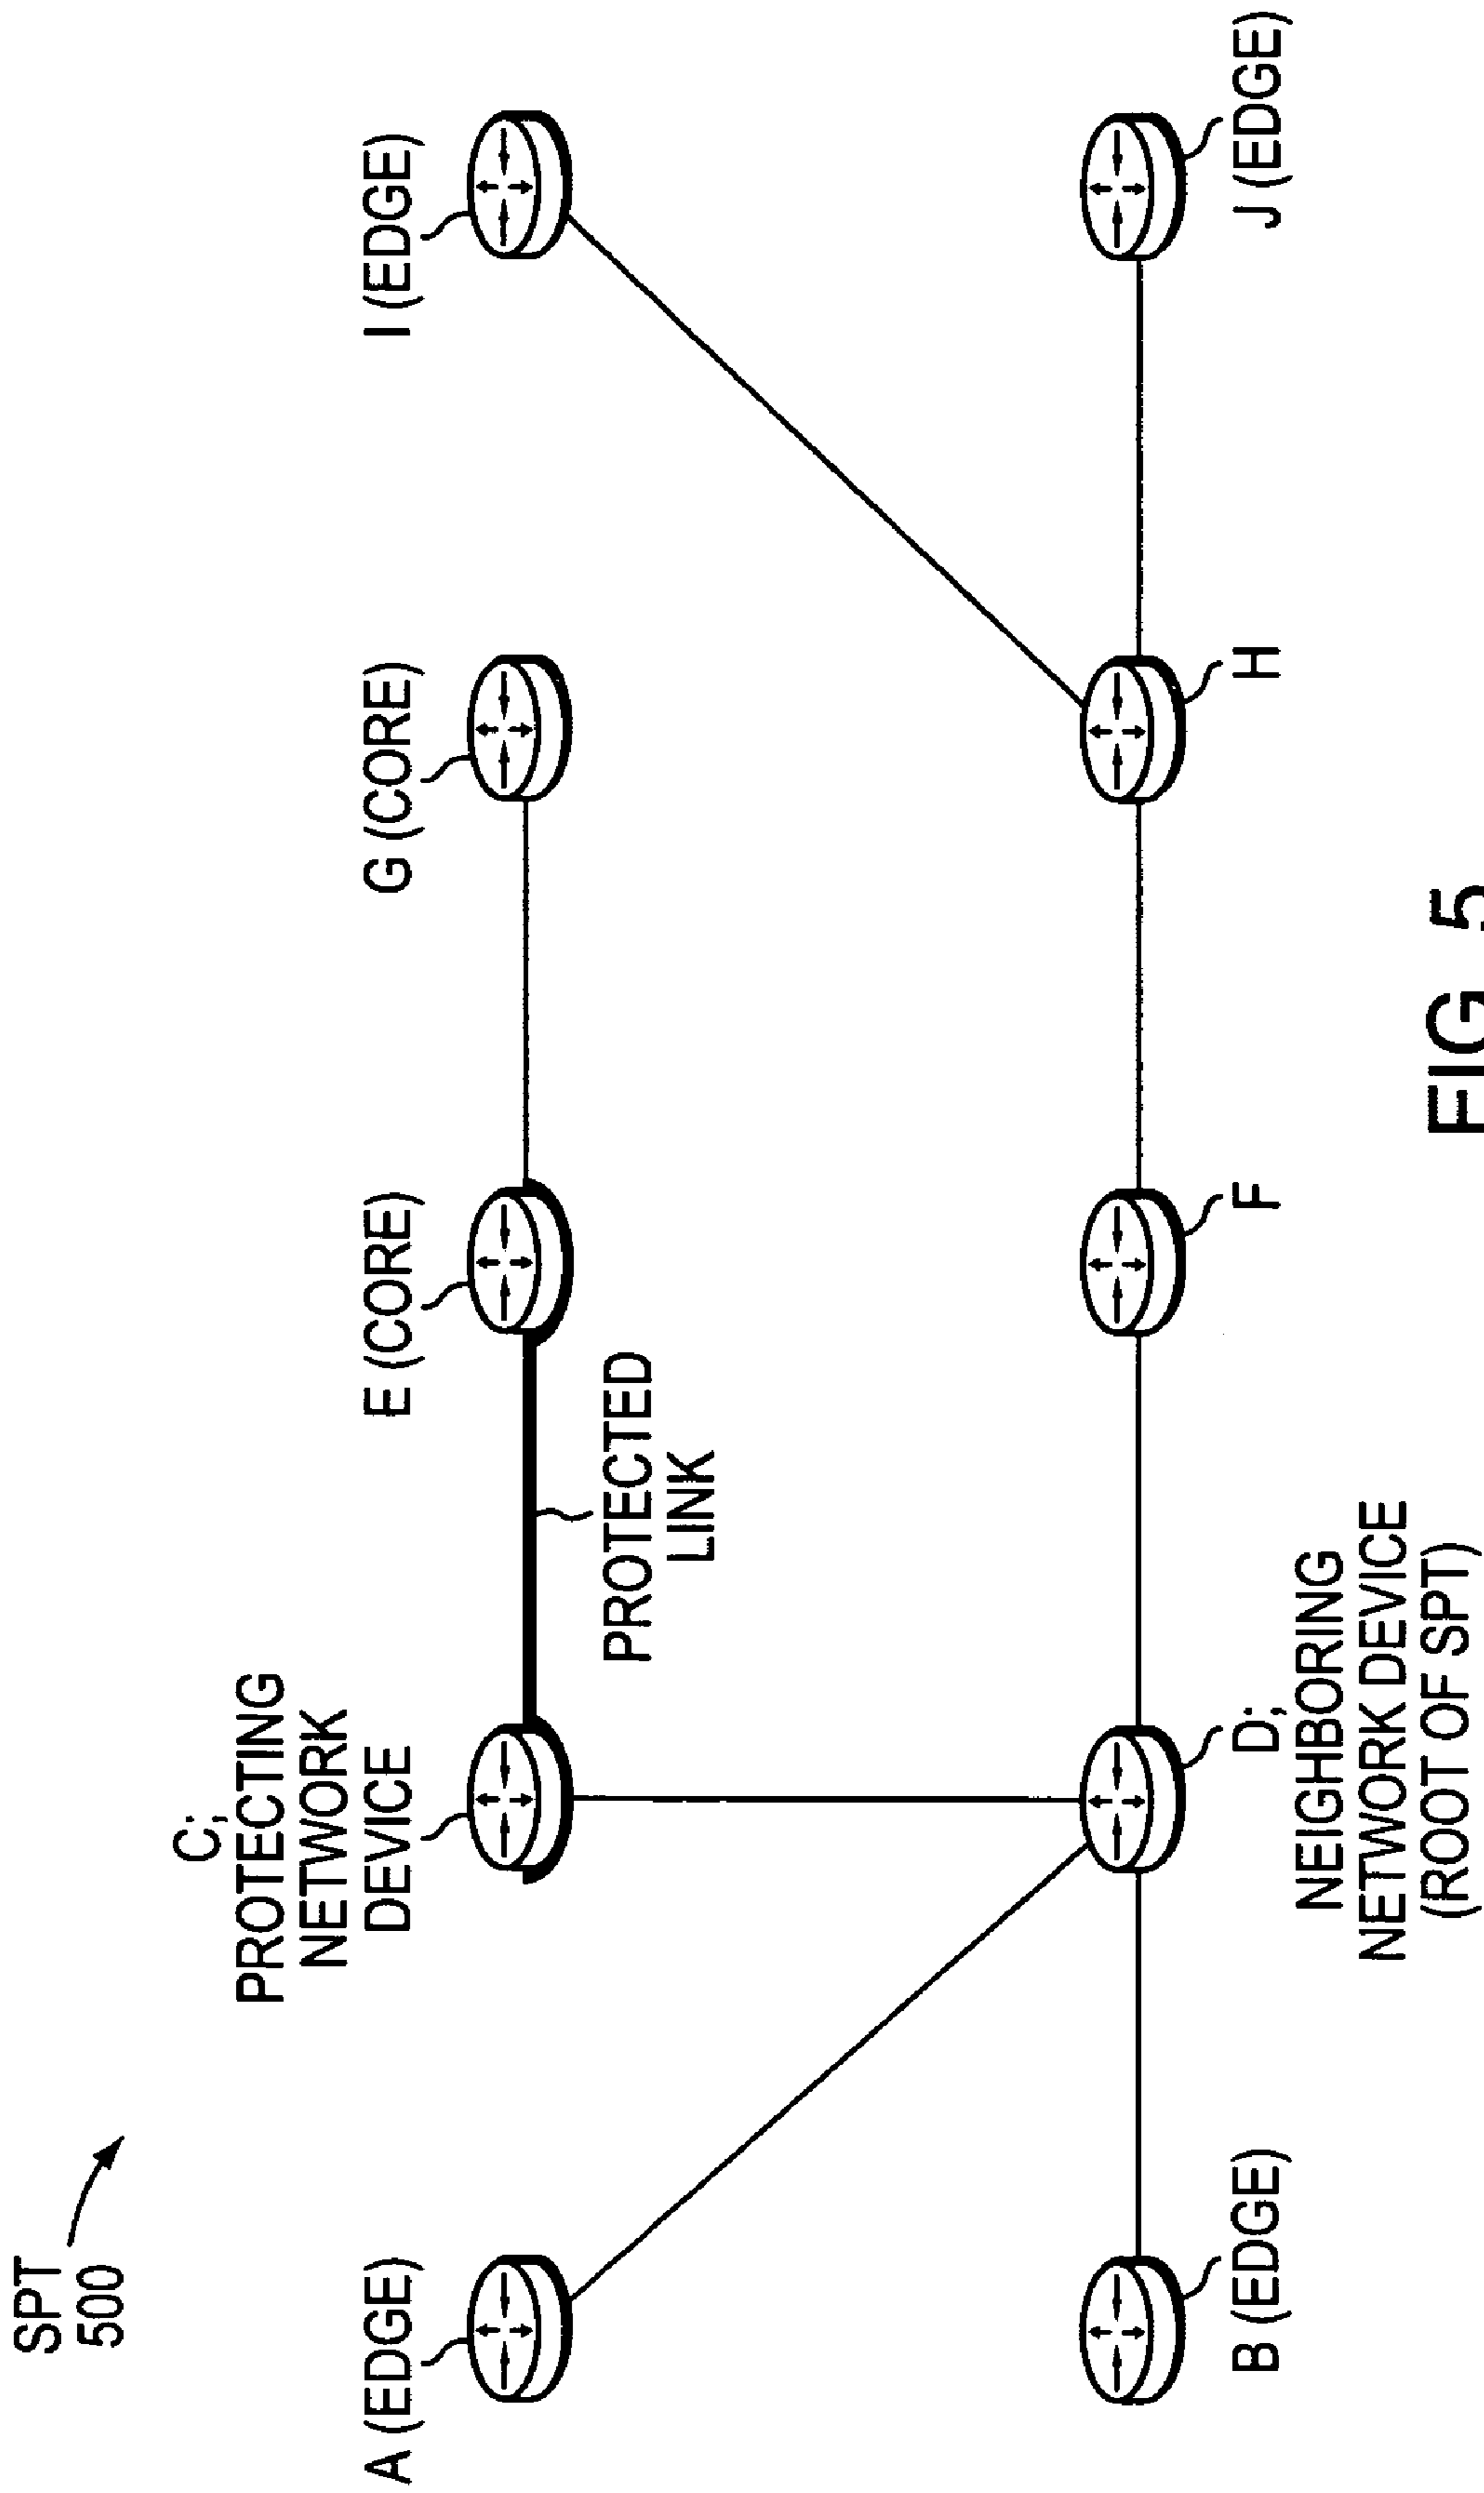 SPT
500
C;
PROTECTING
NETWORK
DEVICE
A (EDGE)
E (CORE)
G (CORE)
I (EDGE)
PROTECTED
LINK
B (EDGE)
D;
NEIGHBORING
NETWORK DEVICE
(ROOT OF SPT)
F
H
J (EDGE)
FIG. 5